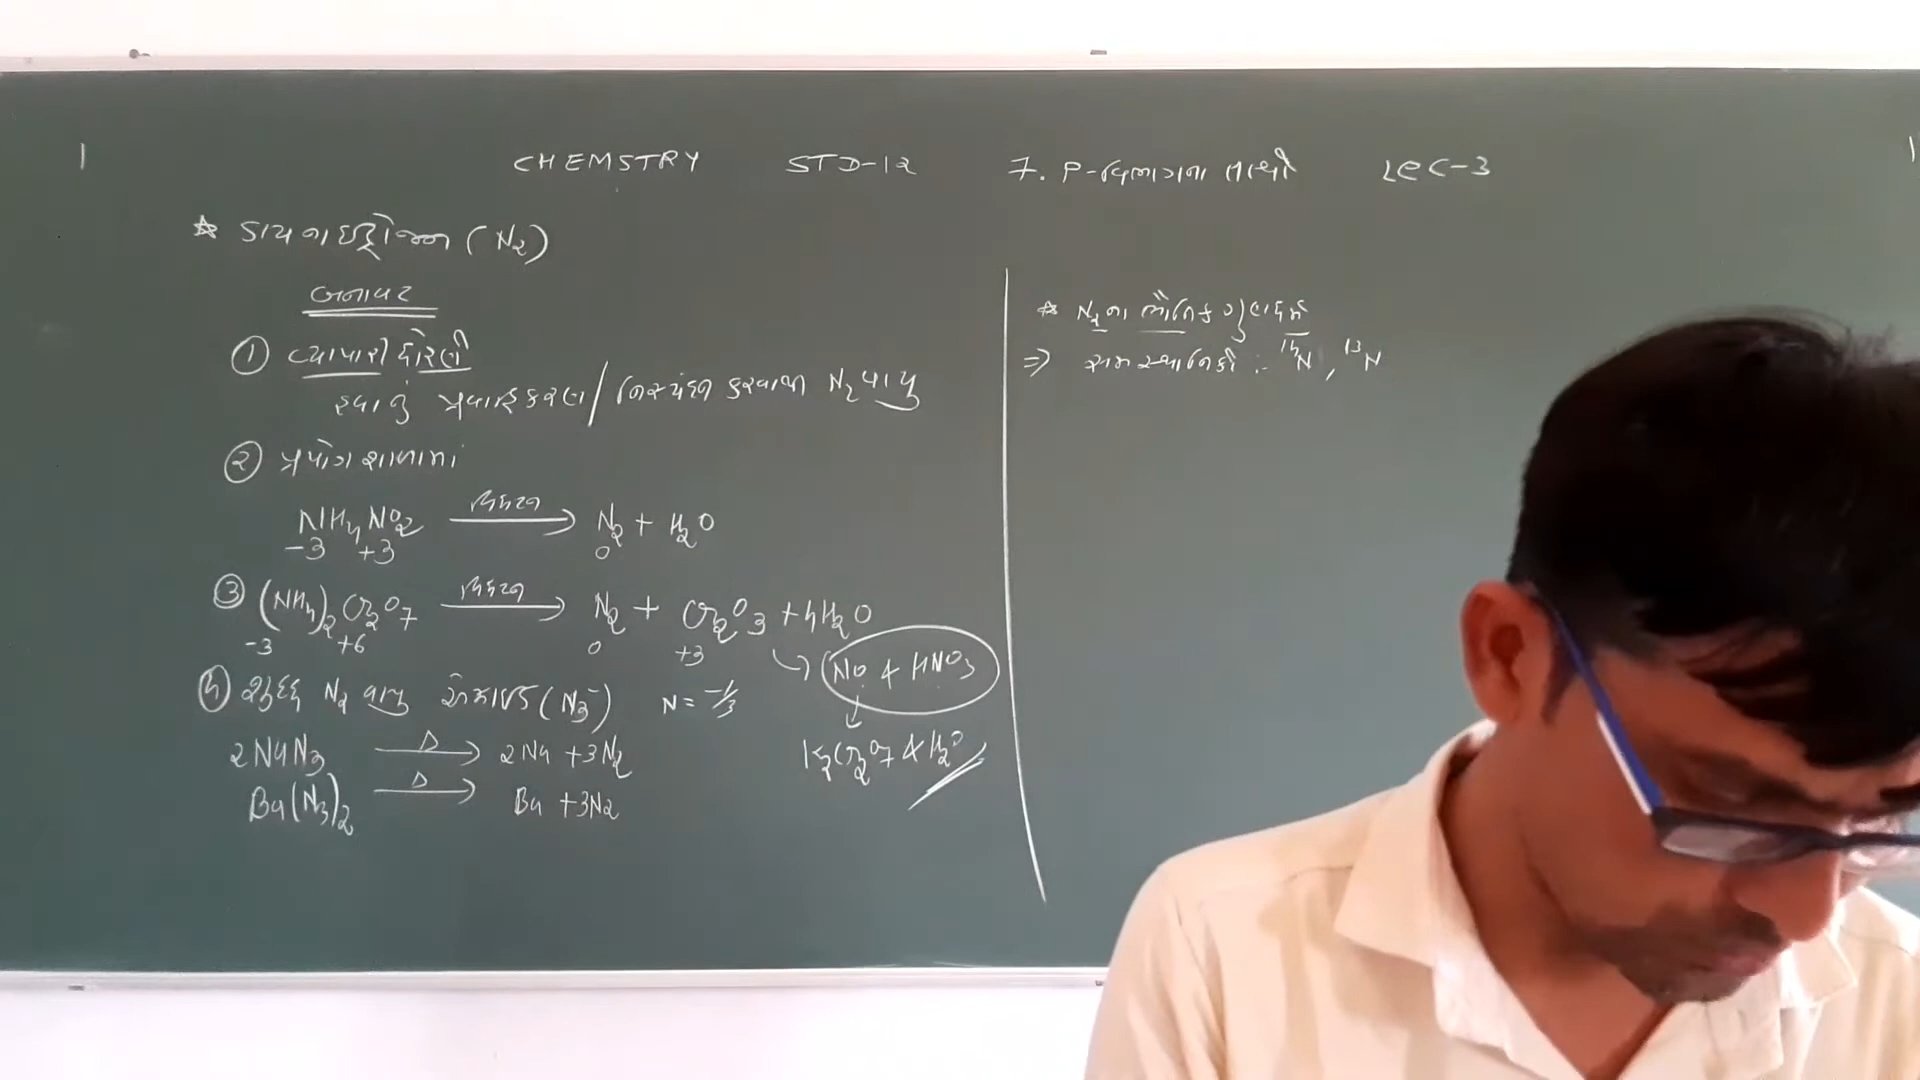 CHEMSTRY STD-12 7. P-વિભાગના તત્વો LEC-3
* ડાયનાઇટ્રોજન (N₂)
બનાવટ
① વ્યાપારી ધોરણે
હવાનું પ્રવાહીકરણ / નિસ્યંદન કરવાથી N₂ વાયુ
② પ્રયોગશાળામાં
NH₄NO₂ → વિઘટન N₂ + H₂O
-3 +3 0
③ (NH₄)₂Cr₂O₇ → વિઘટન N₂ + Cr₂O₃ + 4H₂O
-3 +6 0 +3
→ NO & HNO₃
↓
K₂Cr₂O₇ & H₂O
④ શુદ્ધ N₂ વાયુ એઝાઇડ (N₃⁻) N = -1/3
2NaN₃ →Δ 2Na + 3N₂
Ba(N₃)₂ →Δ Ba + 3N₂
* N₂ના ભૌતિક ગુણધર્મ
⇒ સમસ્થાનિકો :- N, ¹³N